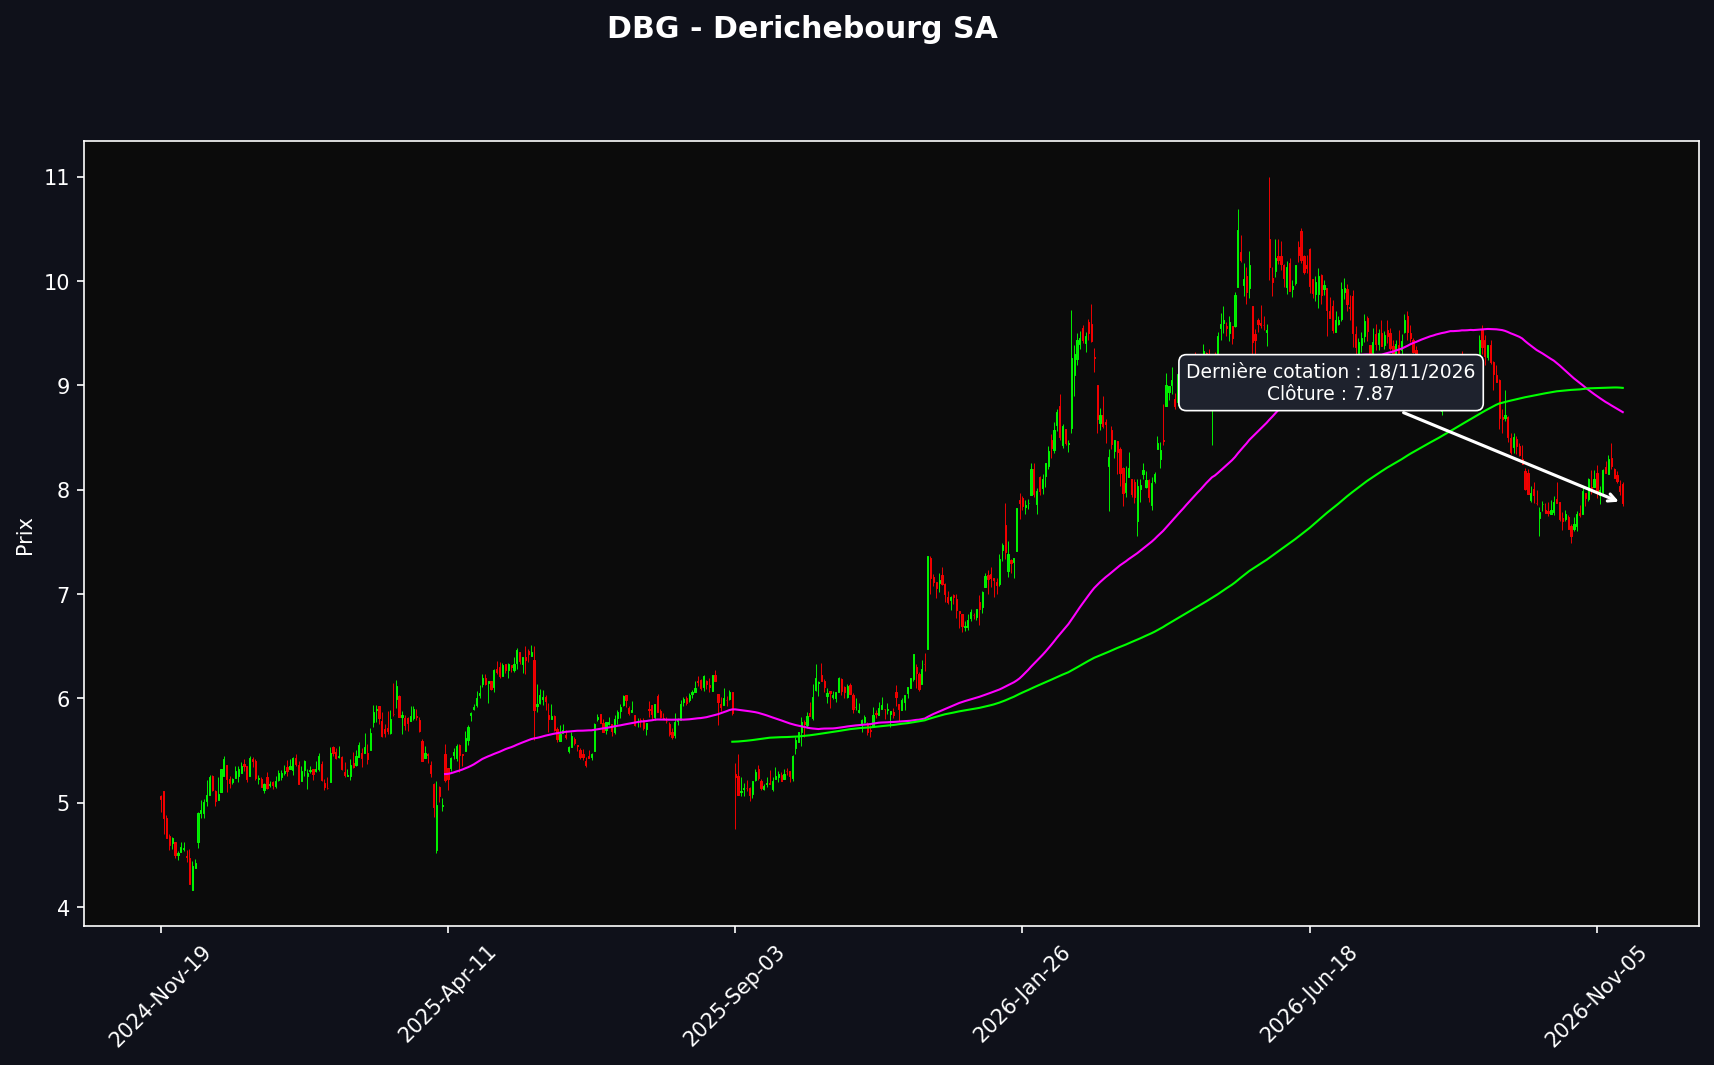 DBG - Derichebourg SA
11
10
9
8
7
6
5
4
Prix
Dernière cotation : 18/11/2026
Clôture : 7.87
2024-Nov-19
2025-Apr-11
2025-Sep-03
2026-Jan-26
2026-Jun-18
2026-Nov-05